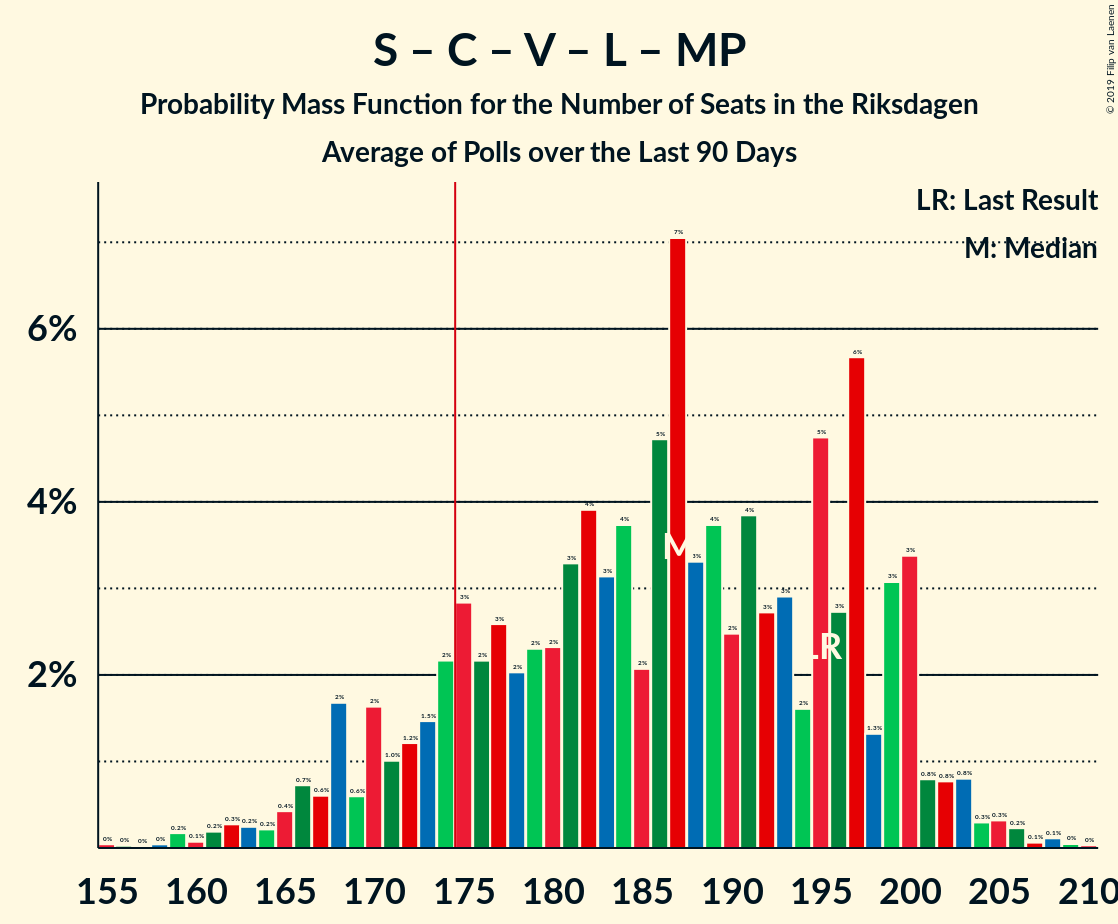 S – C – V – L – MP
Probability Mass Function for the Number of Seats in the Riksdagen
Average of Polls over the Last 90 Days
© 2019 Filip van Laenen
LR: Last Result
M: Median
6%
4%
2%
0% 0% 0% 0% 0.2% 0.1% 0.2% 0.3% 0.2% 0.2% 0.4% 0.7% 0.6% 2% 0.6% 2% 1.0% 1.2% 1.5% 2% 3% 2% 3% 2% 2% 2% 3% 4% 3% 4% 2% 5% 7% 3% 4% 2% 4% 3% 3% 2% 5% 3% 6% 1.3% 3% 3% 0.8% 0.8% 0.8% 0.3% 0.3% 0.2% 0.1% 0.1% 0% 0%
M
LR
155 160 165 170 175 180 185 190 195 200 205 210